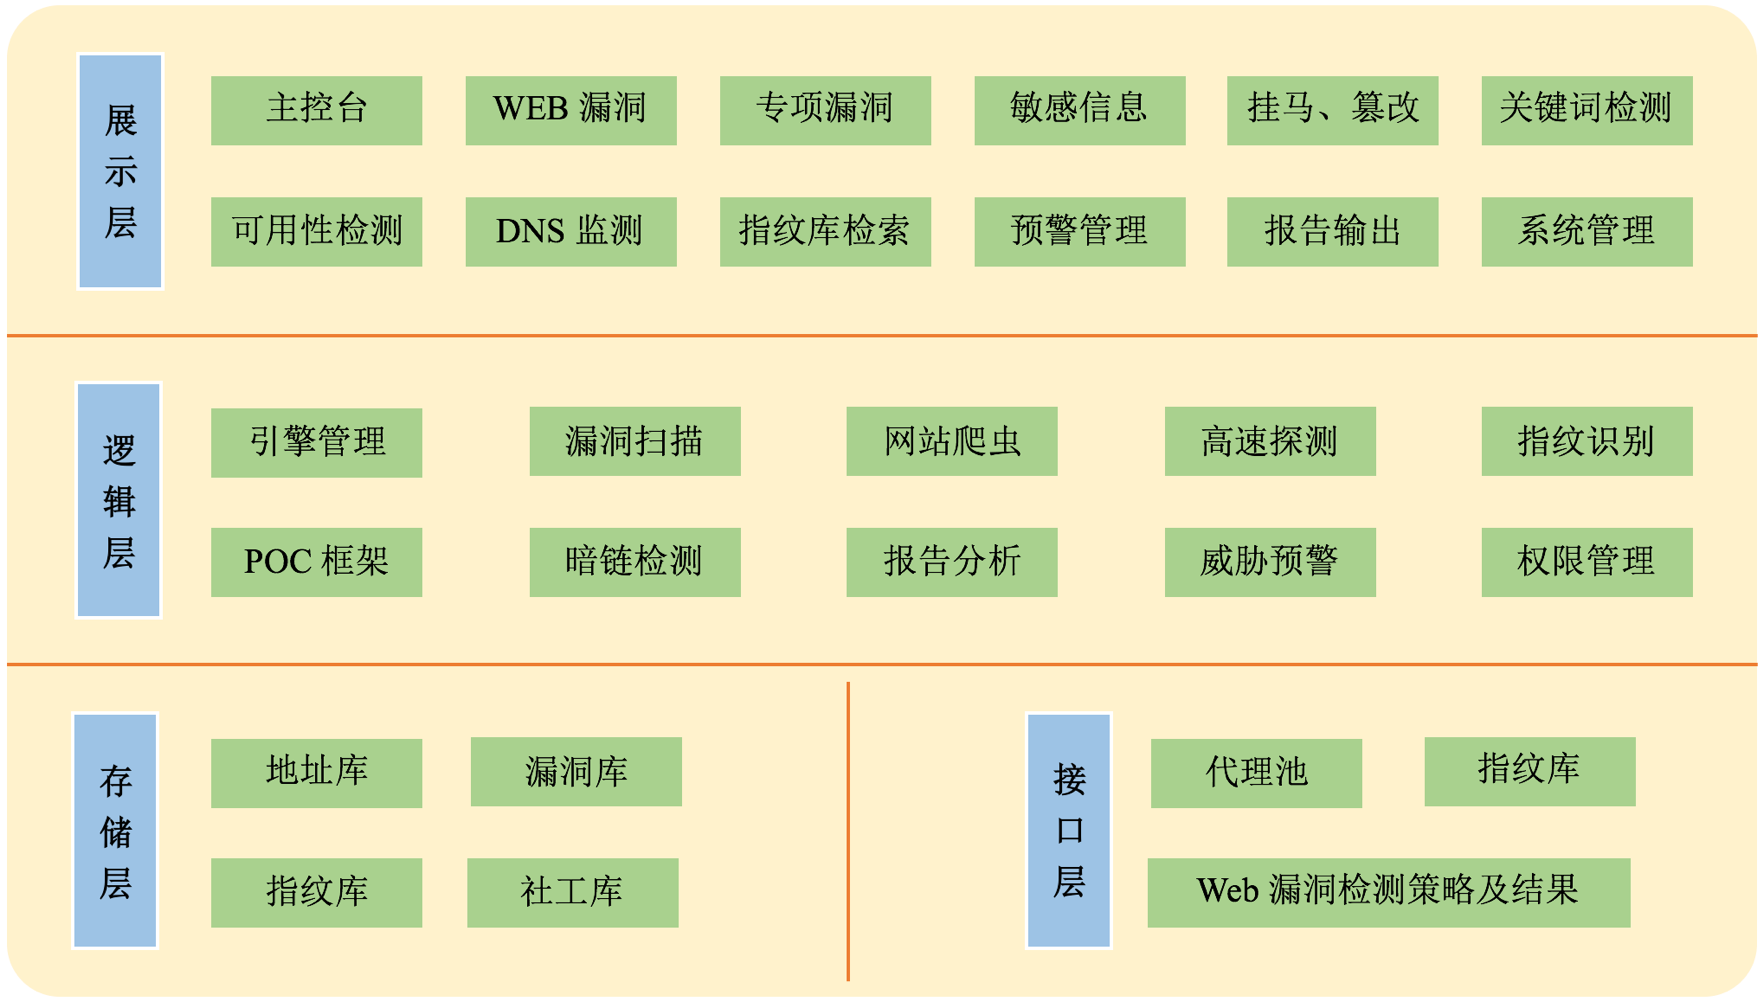 展示层
主控台
WEB 漏洞
专项漏洞
敏感信息
挂马、篡改
关键词检测
可用性检测
DNS 监测
指纹库检索
预警管理
报告输出
系统管理
逻辑层
引擎管理
漏洞扫描
网站爬虫
高速探测
指纹识别
POC 框架
暗链检测
报告分析
威胁预警
权限管理
存储层
地址库
漏洞库
指纹库
社工库
接口层
代理池
指纹库
Web 漏洞检测策略及结果